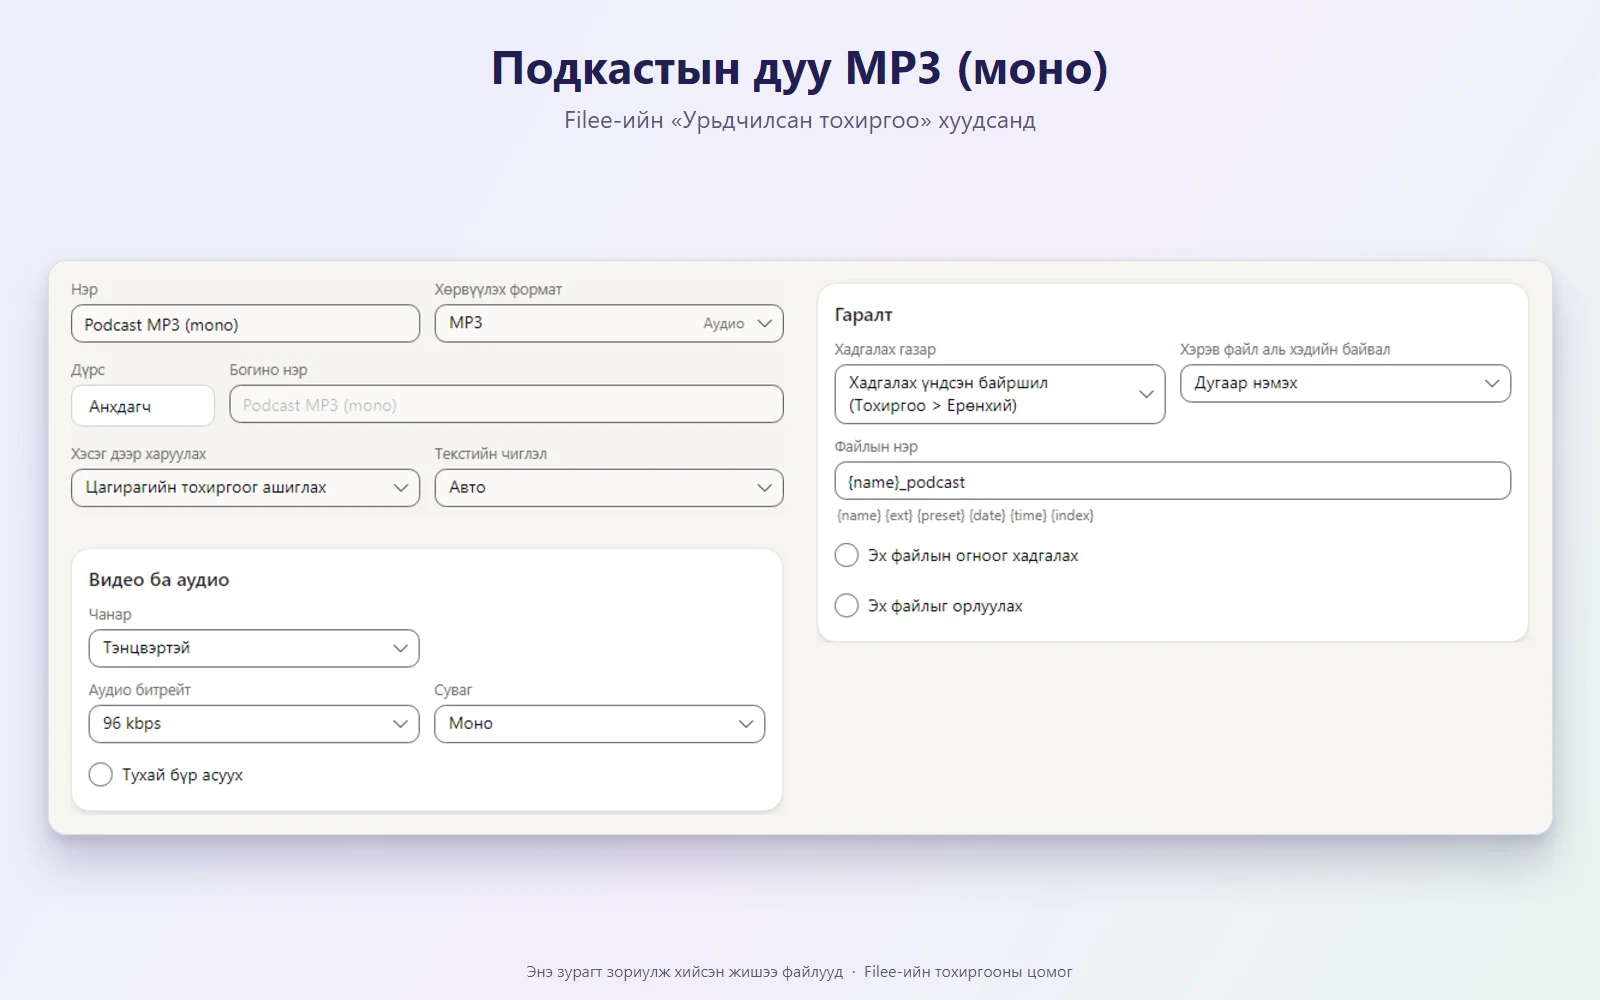 Подкастын дуу MP3 (моно)
Filee-ийн «Урьдчилсан тохиргоо» хуудсанд
Нэр
Podcast MP3 (mono)
Хөрвүүлэх формат
MP3 Аудио
Дүрс
Анхдагч
Богино нэр
Podcast MP3 (mono)
Хэсэг дээр харуулах
Цагирагийн тохиргоог ашиглах
Текстийн чиглэл
Авто
Видео ба аудио
Чанар
Тэнцвэртэй
Аудио битрейт
96 kbps
Суваг
Моно
Тухай бүр асуух
Гаралт
Хадгалах газар
Хадгалах үндсэн байршил
(Тохиргоо > Ерөнхий)
Хэрэв файл аль хэдийн байвал
Дугаар нэмэх
Файлын нэр
{name}_podcast
{name} {ext} {preset} {date} {time} {index}
Эх файлын огноог хадгалах
Эх файлыг орлуулах
Энэ зурагт зориулж хийсэн жишээ файлууд · Filee-ийн тохиргооны цомог